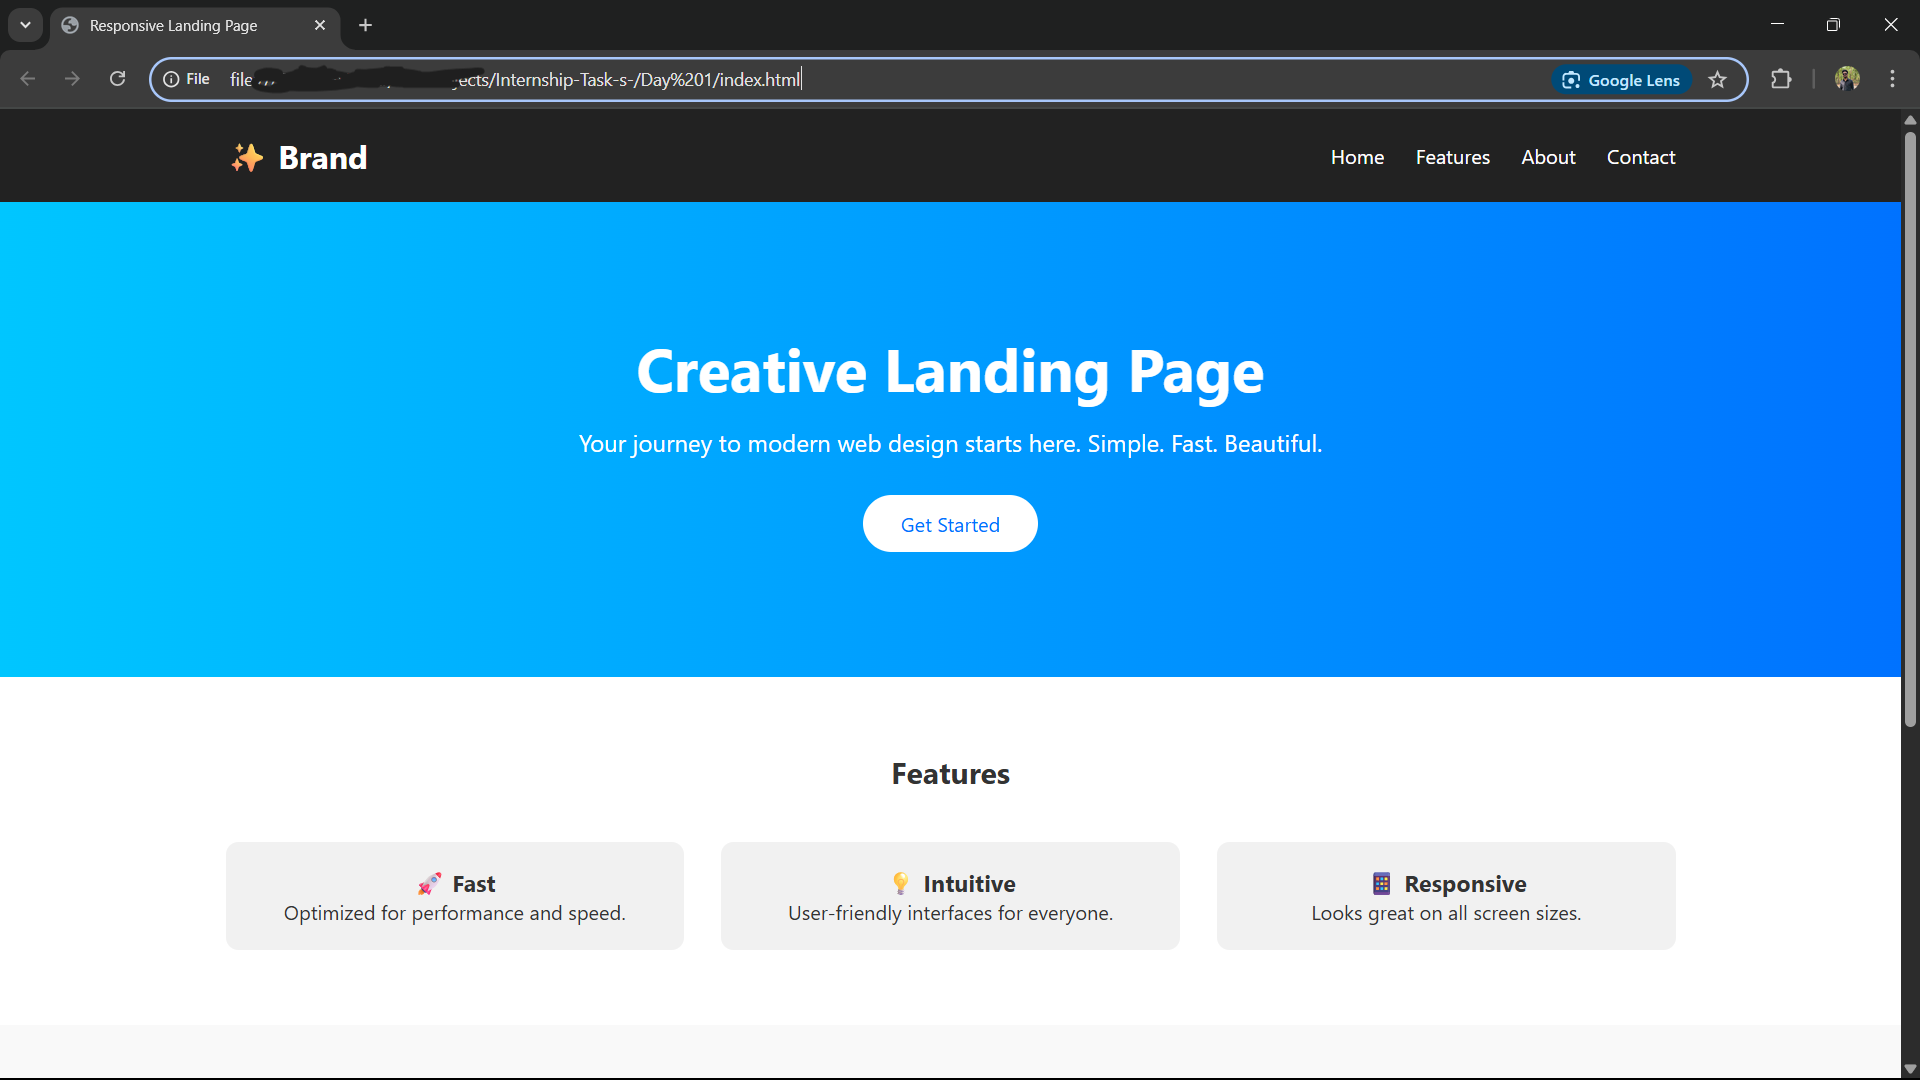 Responsive Landing Page
File
file ects/Internship-Task-s-/Day%201/index.html
Google Lens
✨ Brand
Home Features About Contact
Creative Landing Page
Your journey to modern web design starts here. Simple. Fast. Beautiful.
Get Started
Features
🚀 Fast
Optimized for performance and speed.
💡 Intuitive
User-friendly interfaces for everyone.
📱 Responsive
Looks great on all screen sizes.